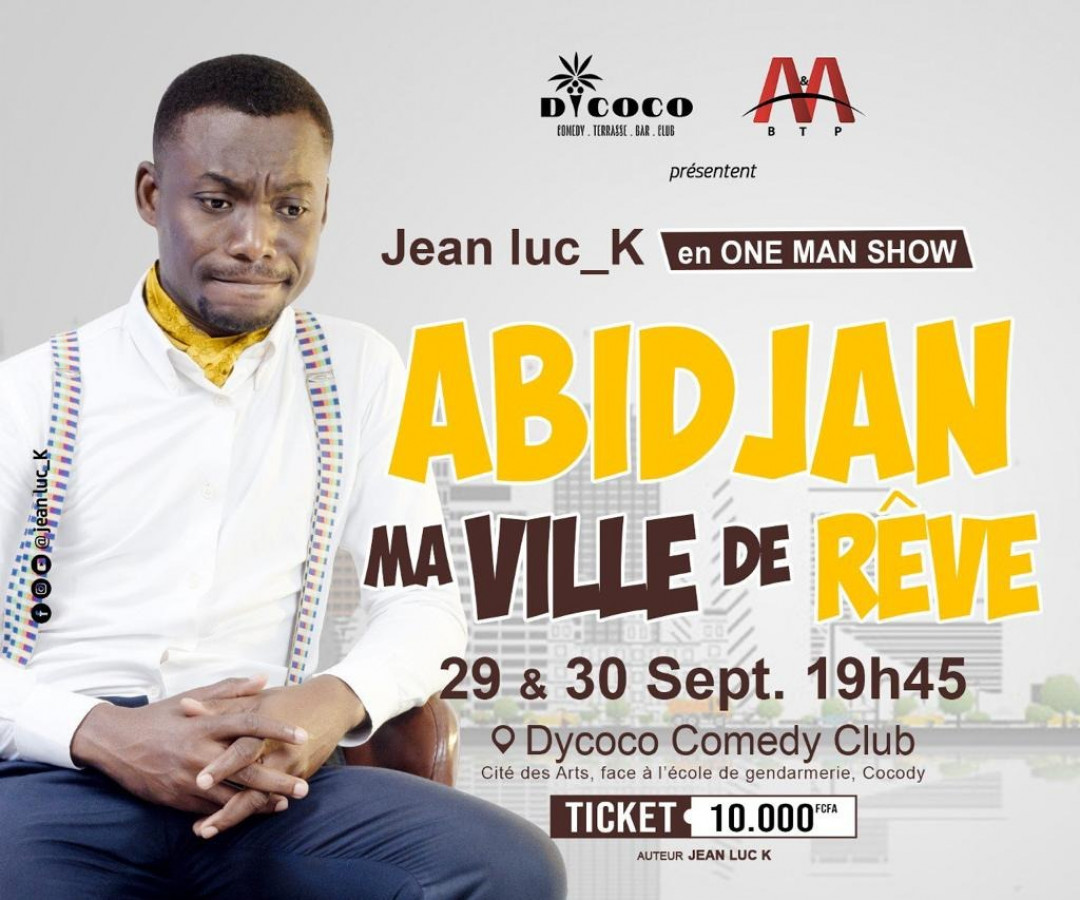 DYCOCO
COMEDY . TERRASSE . BAR . CLUB
A&A
B T P
présentent
Jean luc_K en ONE MAN SHOW
ABIDJAN
MA VILLE DE RÊVE
29 & 30 Sept. 19h45
Dycoco Comedy Club
Cité des Arts, face à l'école de gendarmerie, Cocody
TICKET 10.000 FCFA
AUTEUR JEAN LUC K
@jean luc_K